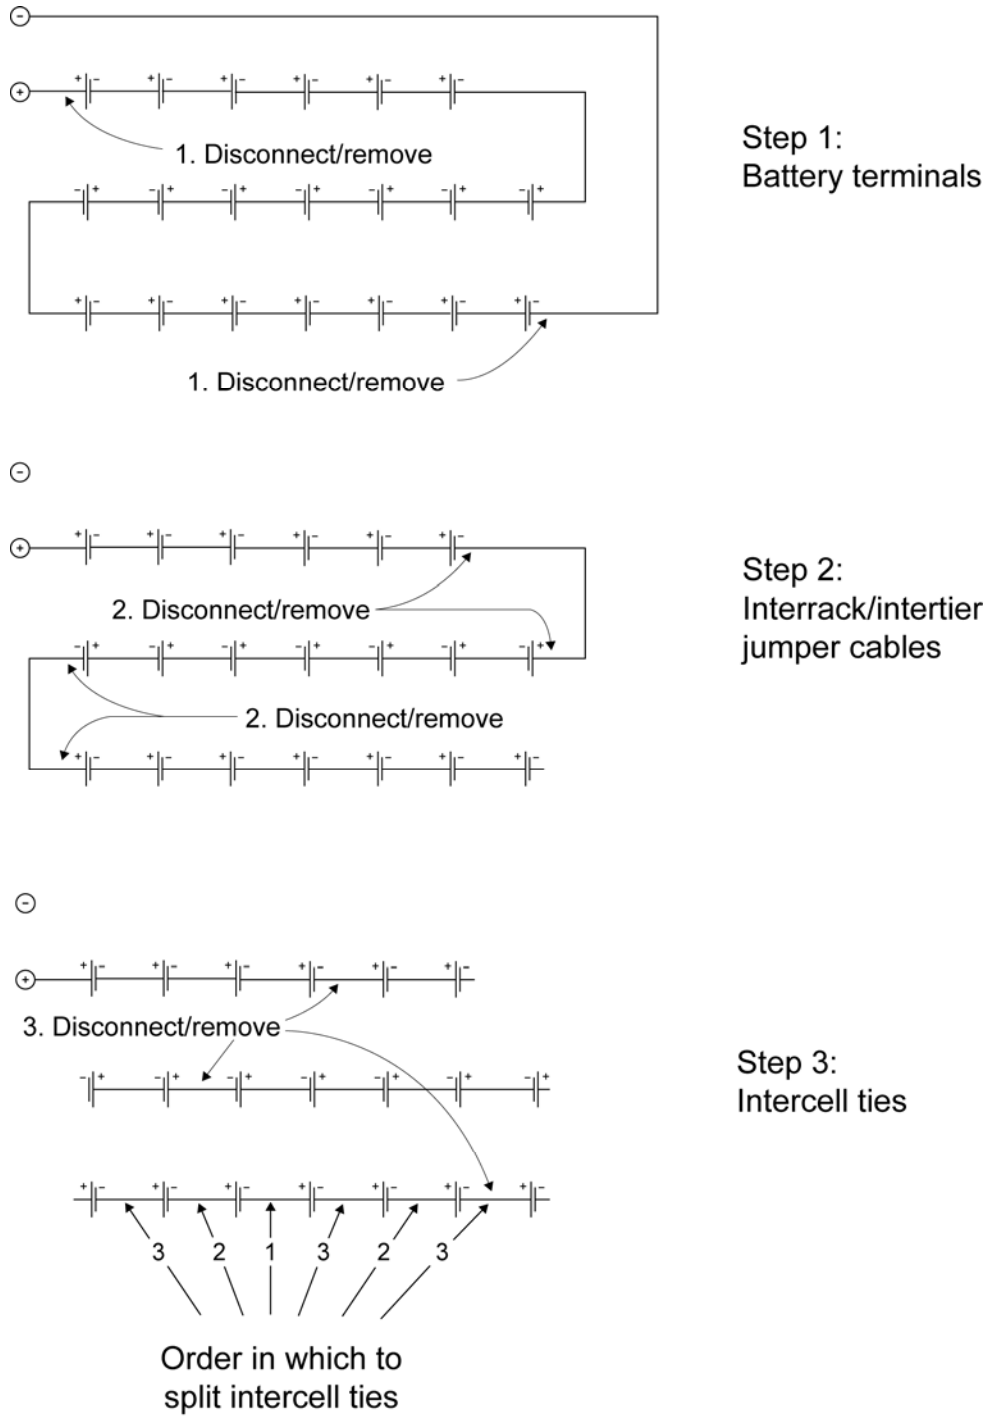 −
+ − + − + − + − + − + −
+
1. Disconnect/remove
Step 1:
Battery terminals
− + − + − + − + − + − + − +
+ − + − + − + − + − + − + −
1. Disconnect/remove
−
+ − + − + − + − + − + −
+
2. Disconnect/remove
Step 2:
Interrack/intertier
jumper cables
− + − + − + − + − + − + − +
2. Disconnect/remove
+ − + − + − + − + − + − + −
−
+ − + − + − + − + − + −
+
3. Disconnect/remove
Step 3:
Intercell ties
− + − + − + − + − + − + − +
+ − + − + − + − + − + − + −
3 2 1 3 2 3
Order in which to
split intercell ties